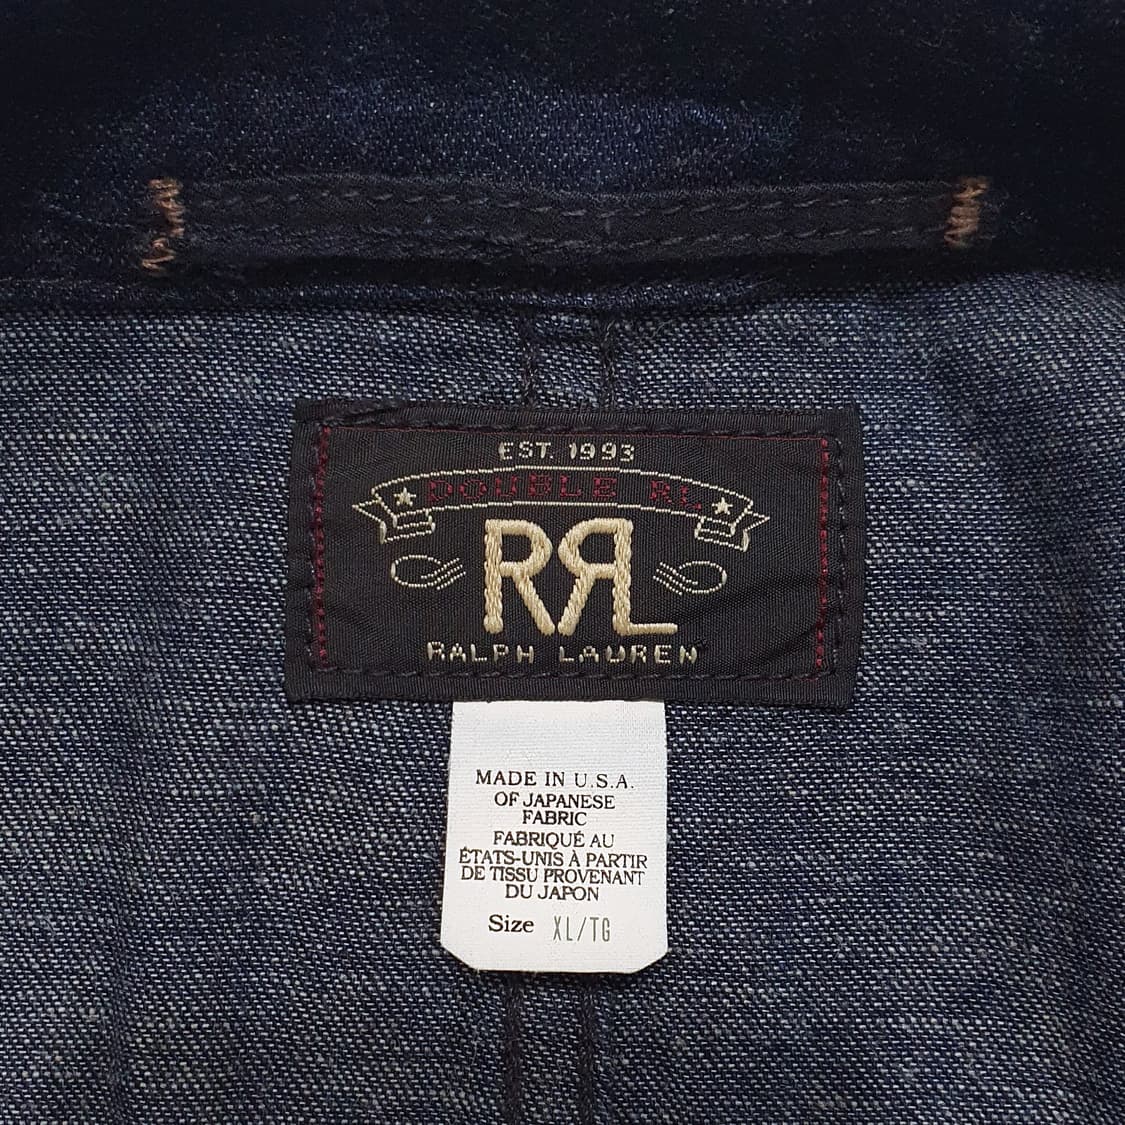 EST. 1993
DOUBLE RL
RRL
RALPH LAUREN
MADE IN U.S.A.
OF JAPANESE
FABRIC
FABRIQUÉ AU
ÉTATS-UNIS À PARTIR
DE TISSU PROVENANT
DU JAPON
Size XL/TG